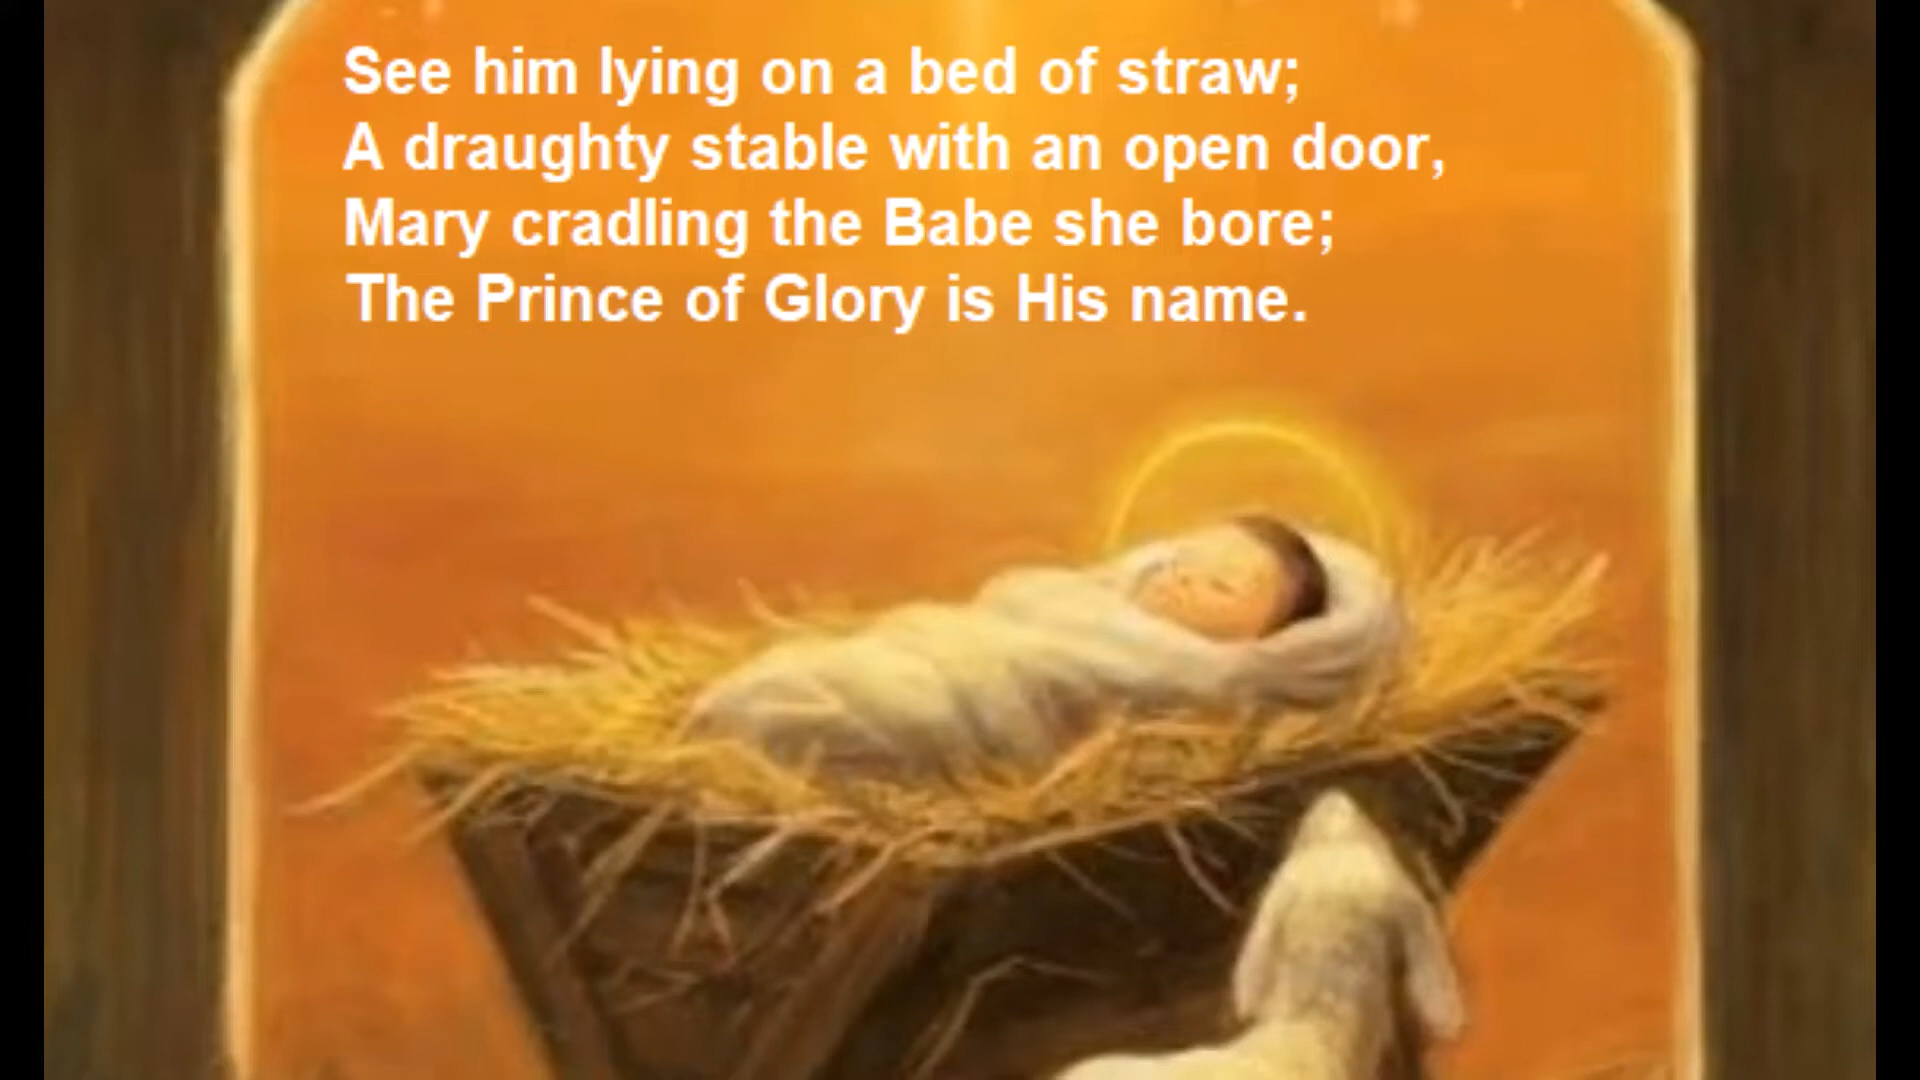 See him lying on a bed of straw;
A draughty stable with an open door,
Mary cradling the Babe she bore;
The Prince of Glory is His name.